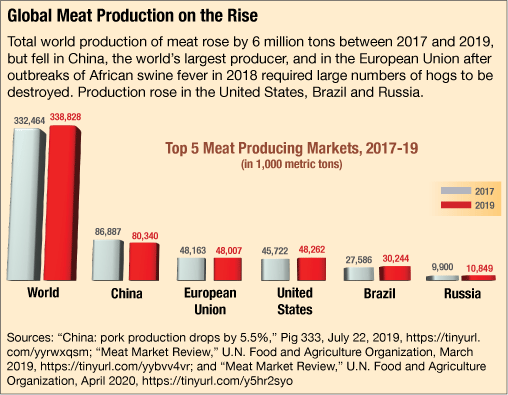 Global Meat Production on the Rise
Total world production of meat rose by 6 million tons between 2017 and 2019,
but fell in China, the world's largest producer, and in the European Union after
outbreaks of African swine fever in 2018 required large numbers of hogs to be
destroyed. Production rose in the United States, Brazil and Russia.
332,464
338,828
Top 5 Meat Producing Markets, 2017-19
(in 1,000 metric tons)
2017
2019
86,887
80,340
48,163
48,007
45,722
48,262
27,586
30,244
9,900
10,849
World
China
European
Union
United
States
Brazil
Russia
Sources: “China: pork production drops by 5.5%,” Pig 333, July 22, 2019, https://tinyurl.
com/yyrwxqsm; “Meat Market Review,” U.N. Food and Agriculture Organization, March
2019, https://tinyurl.com/yybvv4vr; and “Meat Market Review,” U.N. Food and Agriculture
Organization, April 2020, https://tinyurl.com/y5hr2syo